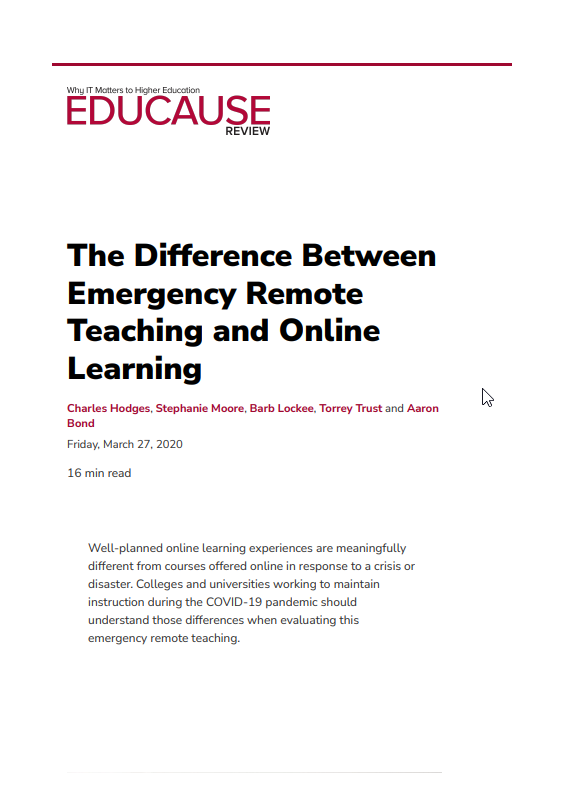 Why IT Matters to Higher Education
EDUCAUSE
REVIEW
The Difference Between
Emergency Remote
Teaching and Online
Learning
Charles Hodges, Stephanie Moore, Barb Lockee, Torrey Trust and Aaron
Bond
Friday, March 27, 2020
16 min read
Well-planned online learning experiences are meaningfully
different from courses offered online in response to a crisis or
disaster. Colleges and universities working to maintain
instruction during the COVID-19 pandemic should
understand those differences when evaluating this
emergency remote teaching.